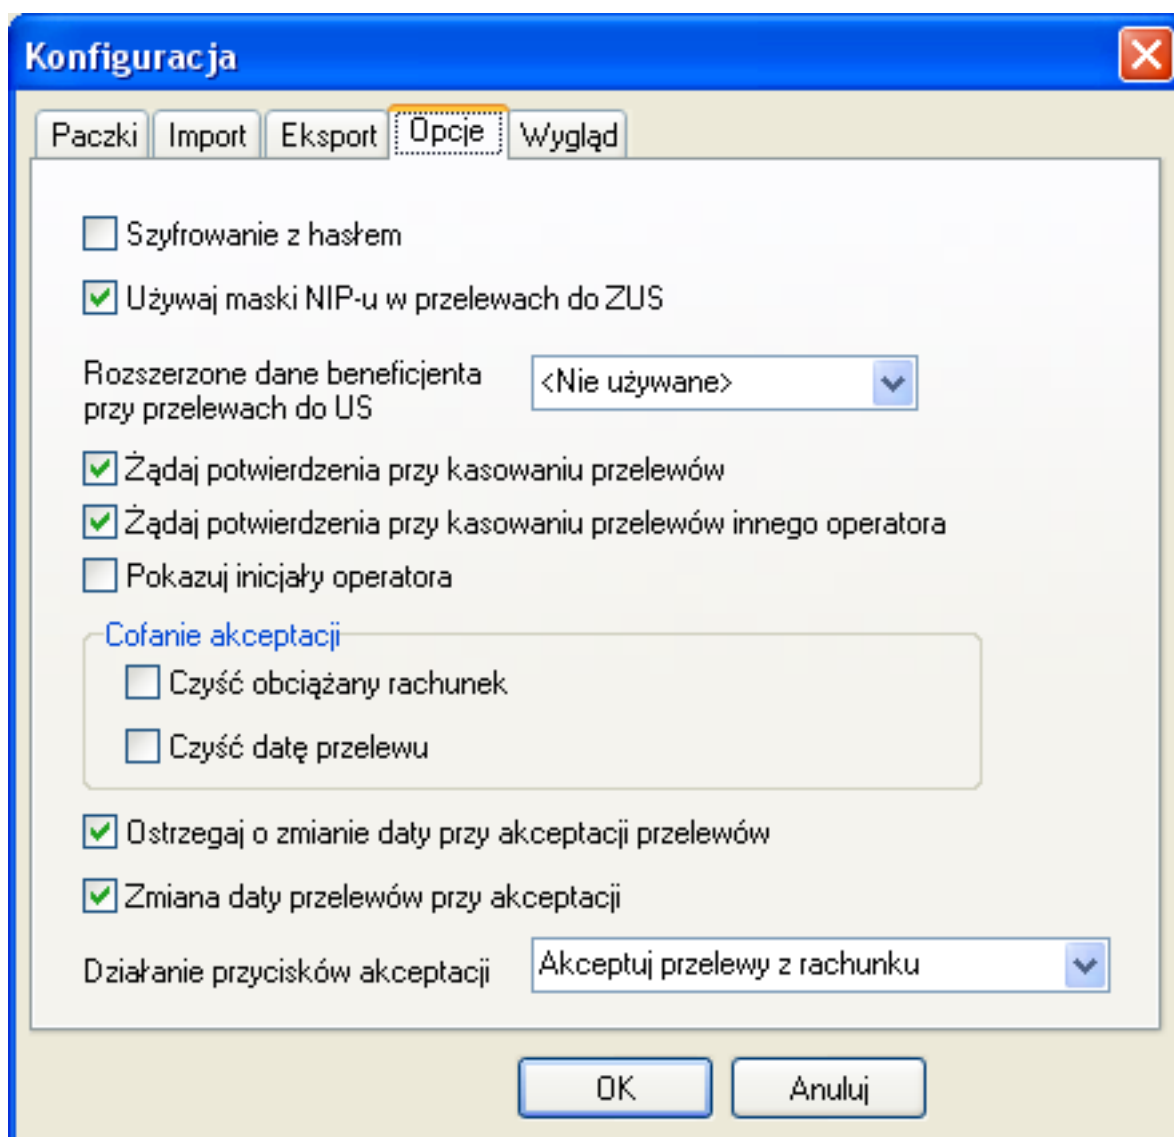 Konfiguracja
Paczki Import Eksport Opcje Wygląd
Szyfrowanie z hasłem
Używaj maski NIP-u w przelewach do ZUS
Rozszerzone dane beneficjenta
przy przelewach do US
<Nie używane>
Żądaj potwierdzenia przy kasowaniu przelewów
Żądaj potwierdzenia przy kasowaniu przelewów innego operatora
Pokazuj inicjały operatora
Cofanie akceptacji
Czyść obciążany rachunek
Czyść datę przelewu
Ostrzegaj o zmianie daty przy akceptacji przelewów
Zmiana daty przelewów przy akceptacji
Działanie przycisków akceptacji Akceptuj przelewy z rachunku
OK Anuluj